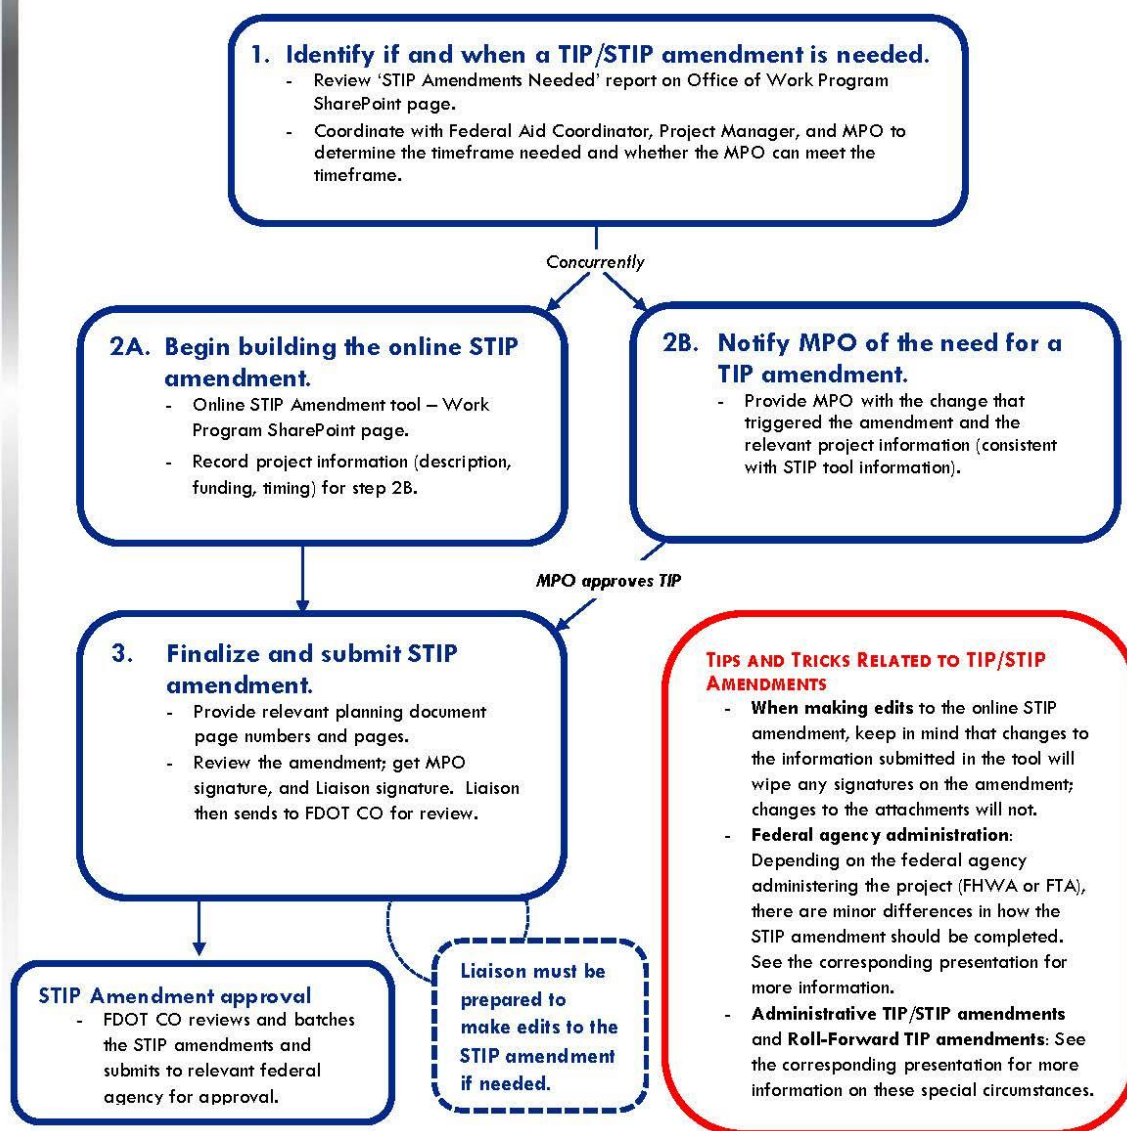 1. Identify if and when a TIP/STIP amendment is needed.
- Review ‘STIP Amendments Needed’ report on Office of Work Program
SharePoint page.
- Coordinate with Federal Aid Coordinator, Project Manager, and MPO to
determine the timeframe needed and whether the MPO can meet the
timeframe.
Concurrently
2A. Begin building the online STIP
amendment.
- Online STIP Amendment tool – Work
Program SharePoint page.
- Record project information (description,
funding, timing) for step 2B.
2B. Notify MPO of the need for a
TIP amendment.
- Provide MPO with the change that
triggered the amendment and the
relevant project information (consistent
with STIP tool information).
MPO approves TIP
3. Finalize and submit STIP
amendment.
- Provide relevant planning document
page numbers and pages.
- Review the amendment; get MPO
signature, and Liaison signature. Liaison
then sends to FDOT CO for review.
STIP Amendment approval
- FDOT CO reviews and batches
the STIP amendments and
submits to relevant federal
agency for approval.
Liaison must be
prepared to
make edits to the
STIP amendment
if needed.
TIPS AND TRICKS RELATED TO TIP/STIP
AMENDMENTS
- When making edits to the online STIP
amendment, keep in mind that changes to
the information submitted in the tool will
wipe any signatures on the amendment;
changes to the attachments will not.
- Federal agency administration:
Depending on the federal agency
administering the project (FHWA or FTA),
there are minor differences in how the
STIP amendment should be completed.
See the corresponding presentation for
more information.
- Administrative TIP/STIP amendments
and Roll-Forward TIP amendments: See
the corresponding presentation for more
information on these special circumstances.